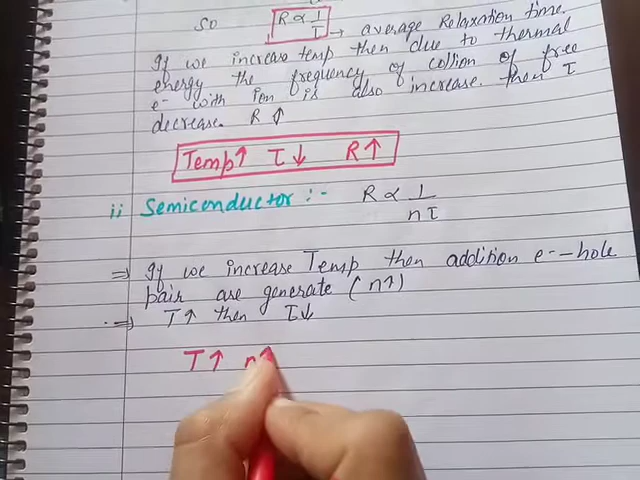 So R ∝ 1/τ → average Relaxation time.
If we increase temp then due to thermal
energy the frequency of collion of free
e- with ion is also increase. then τ
decrease. R ↑
Temp↑ τ↓ R↑
ii Semiconductor :- R ∝ 1/nτ
⇒ If we increase Temp then addition e- - hole
pair are generate (n↑)
⇒ T↑ then τ↓
T↑ n↑